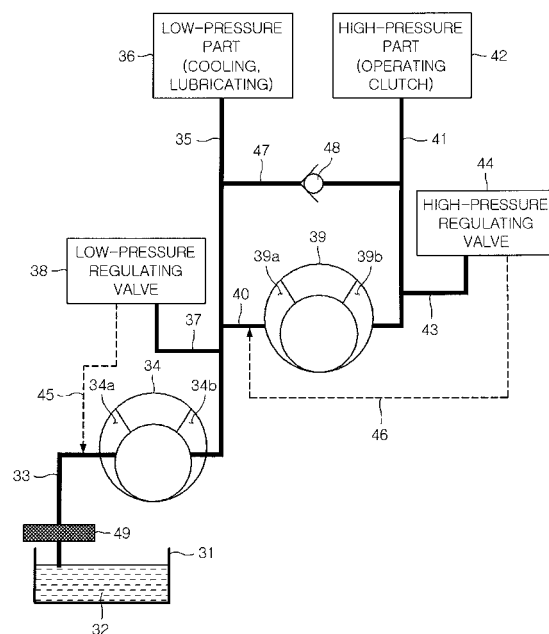 LOW-PRESSURE
PART
(COOLING,
LUBRICATING)
36
HIGH-PRESSURE
PART
(OPERATING
CLUTCH)
42
35
41
47
48
44
HIGH-PRESSURE
REGULATING
VALVE
LOW-PRESSURE
REGULATING
VALVE
38
39
39a
39b
40
43
37
34
34a
34b
45
46
33
49
31
32